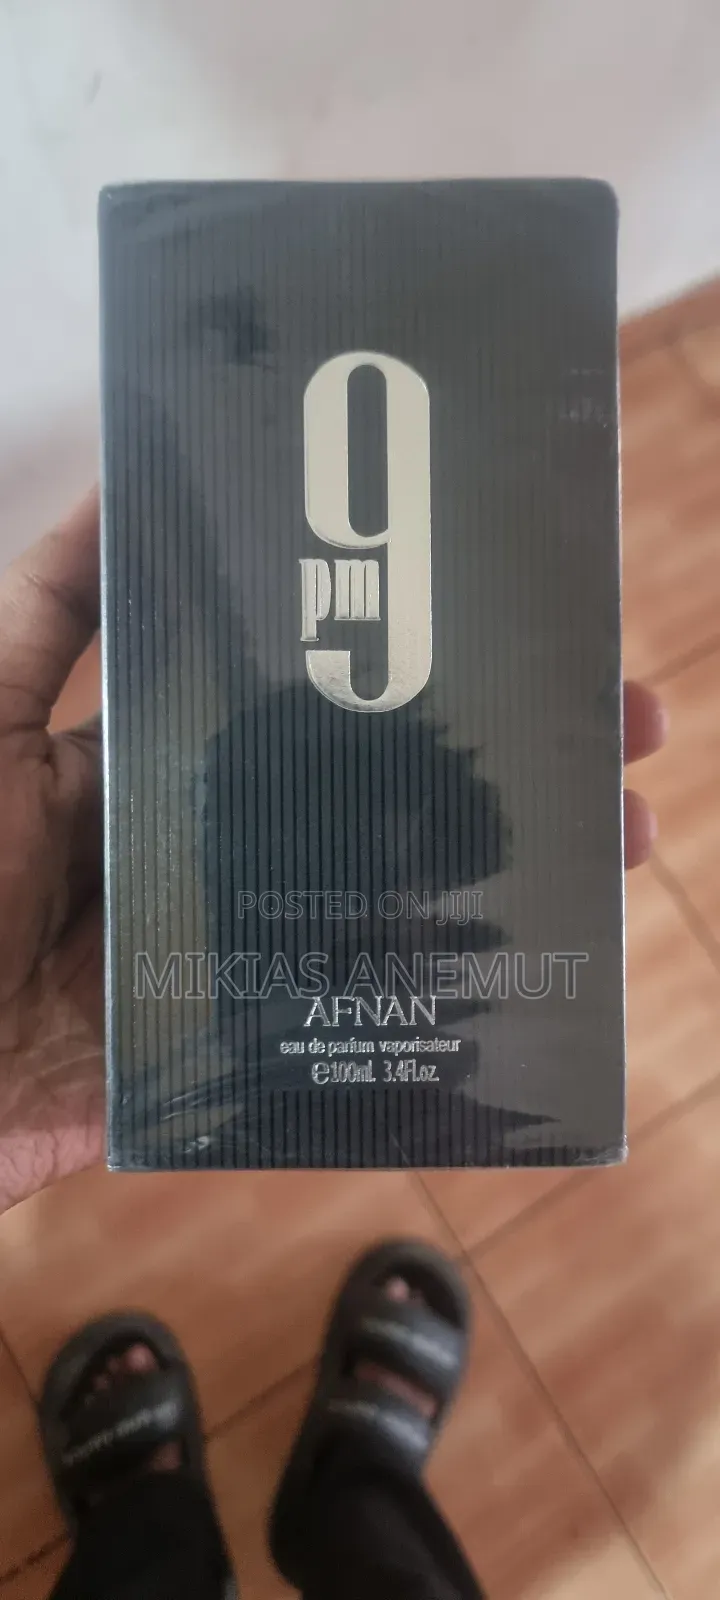 9
pm
POSTED ON JIJI
MIKIAS ANEMUT
AFNAN
eau de parfum vaporisateur
℮100ml. 3.4Fl.oz.